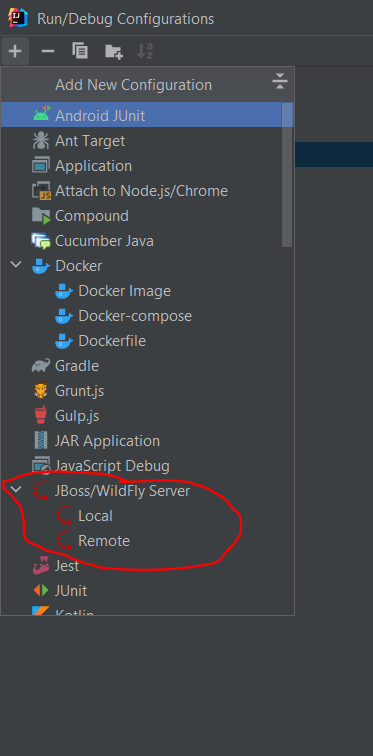 Run/Debug Configurations
Add New Configuration
Android JUnit
Ant Target
Application
Attach to Node.js/Chrome
Compound
Cucumber Java
Docker
Docker Image
Docker-compose
Dockerfile
Gradle
Grunt.js
Gulp.js
JAR Application
JavaScript Debug
JBoss/WildFly Server
Local
Remote
Jest
JUnit
Kotlin